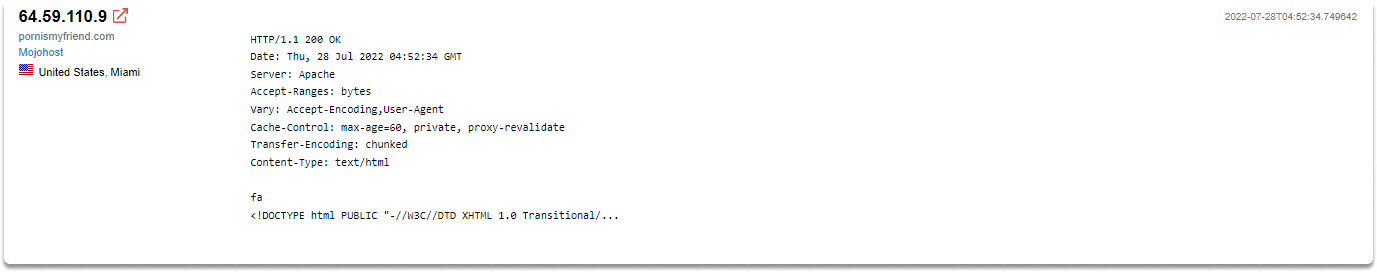 64.59.110.9
2022-07-28T04:52:34.749642
pornismyfriend.com
Mojohost
United States, Miami
HTTP/1.1 200 OK
Date: Thu, 28 Jul 2022 04:52:34 GMT
Server: Apache
Accept-Ranges: bytes
Vary: Accept-Encoding,User-Agent
Cache-Control: max-age=60, private, proxy-revalidate
Transfer-Encoding: chunked
Content-Type: text/html
fa
<!DOCTYPE html PUBLIC "-//W3C//DTD XHTML 1.0 Transitional/...